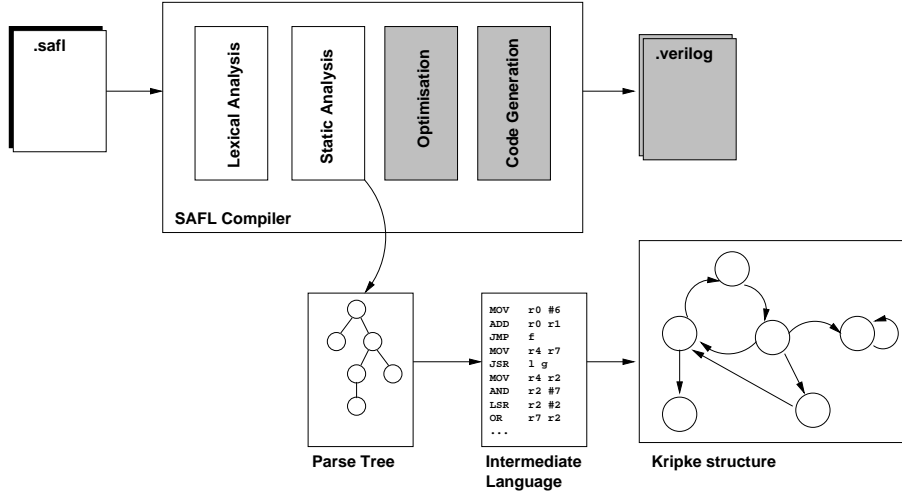 .safl
Lexical Analysis
Static Analysis
Optimisation
Code Generation
SAFL Compiler
.verilog
MOV r0 #6
ADD r0 r1
JMP f
MOV r4 r7
JSR l g
MOV r4 r2
AND r2 #7
LSR r2 #2
OR r7 r2
...
Parse Tree
Intermediate
Language
Kripke structure